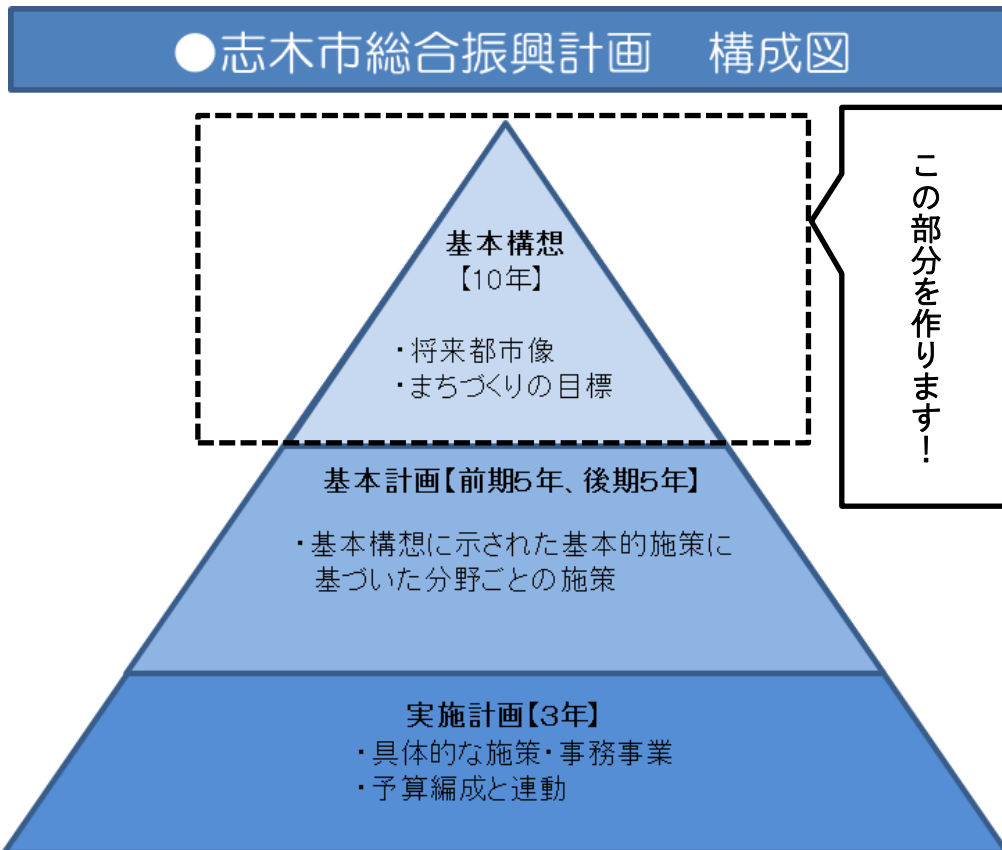 ●志木市総合振興計画　構成図
基本構想
【10年】
・将来都市像
・まちづくりの目標
この部分を作ります！
基本計画【前期5年、後期5年】
・基本構想に示された基本的施策に
基づいた分野ごとの施策
実施計画【3年】
・具体的な施策・事務事業
・予算編成と連動